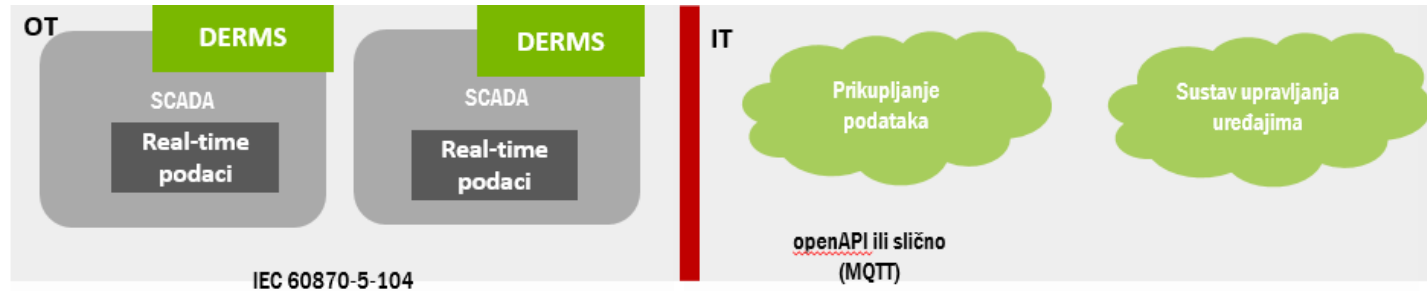 OT
DERMS
SCADA
Real-time
podaci
DERMS
SCADA
Real-time
podaci
IEC 60870-5-104
IT
Prikupljanje
podataka
Sustav upravljanja
uređajima
openAPI ili slično
(MQTT)